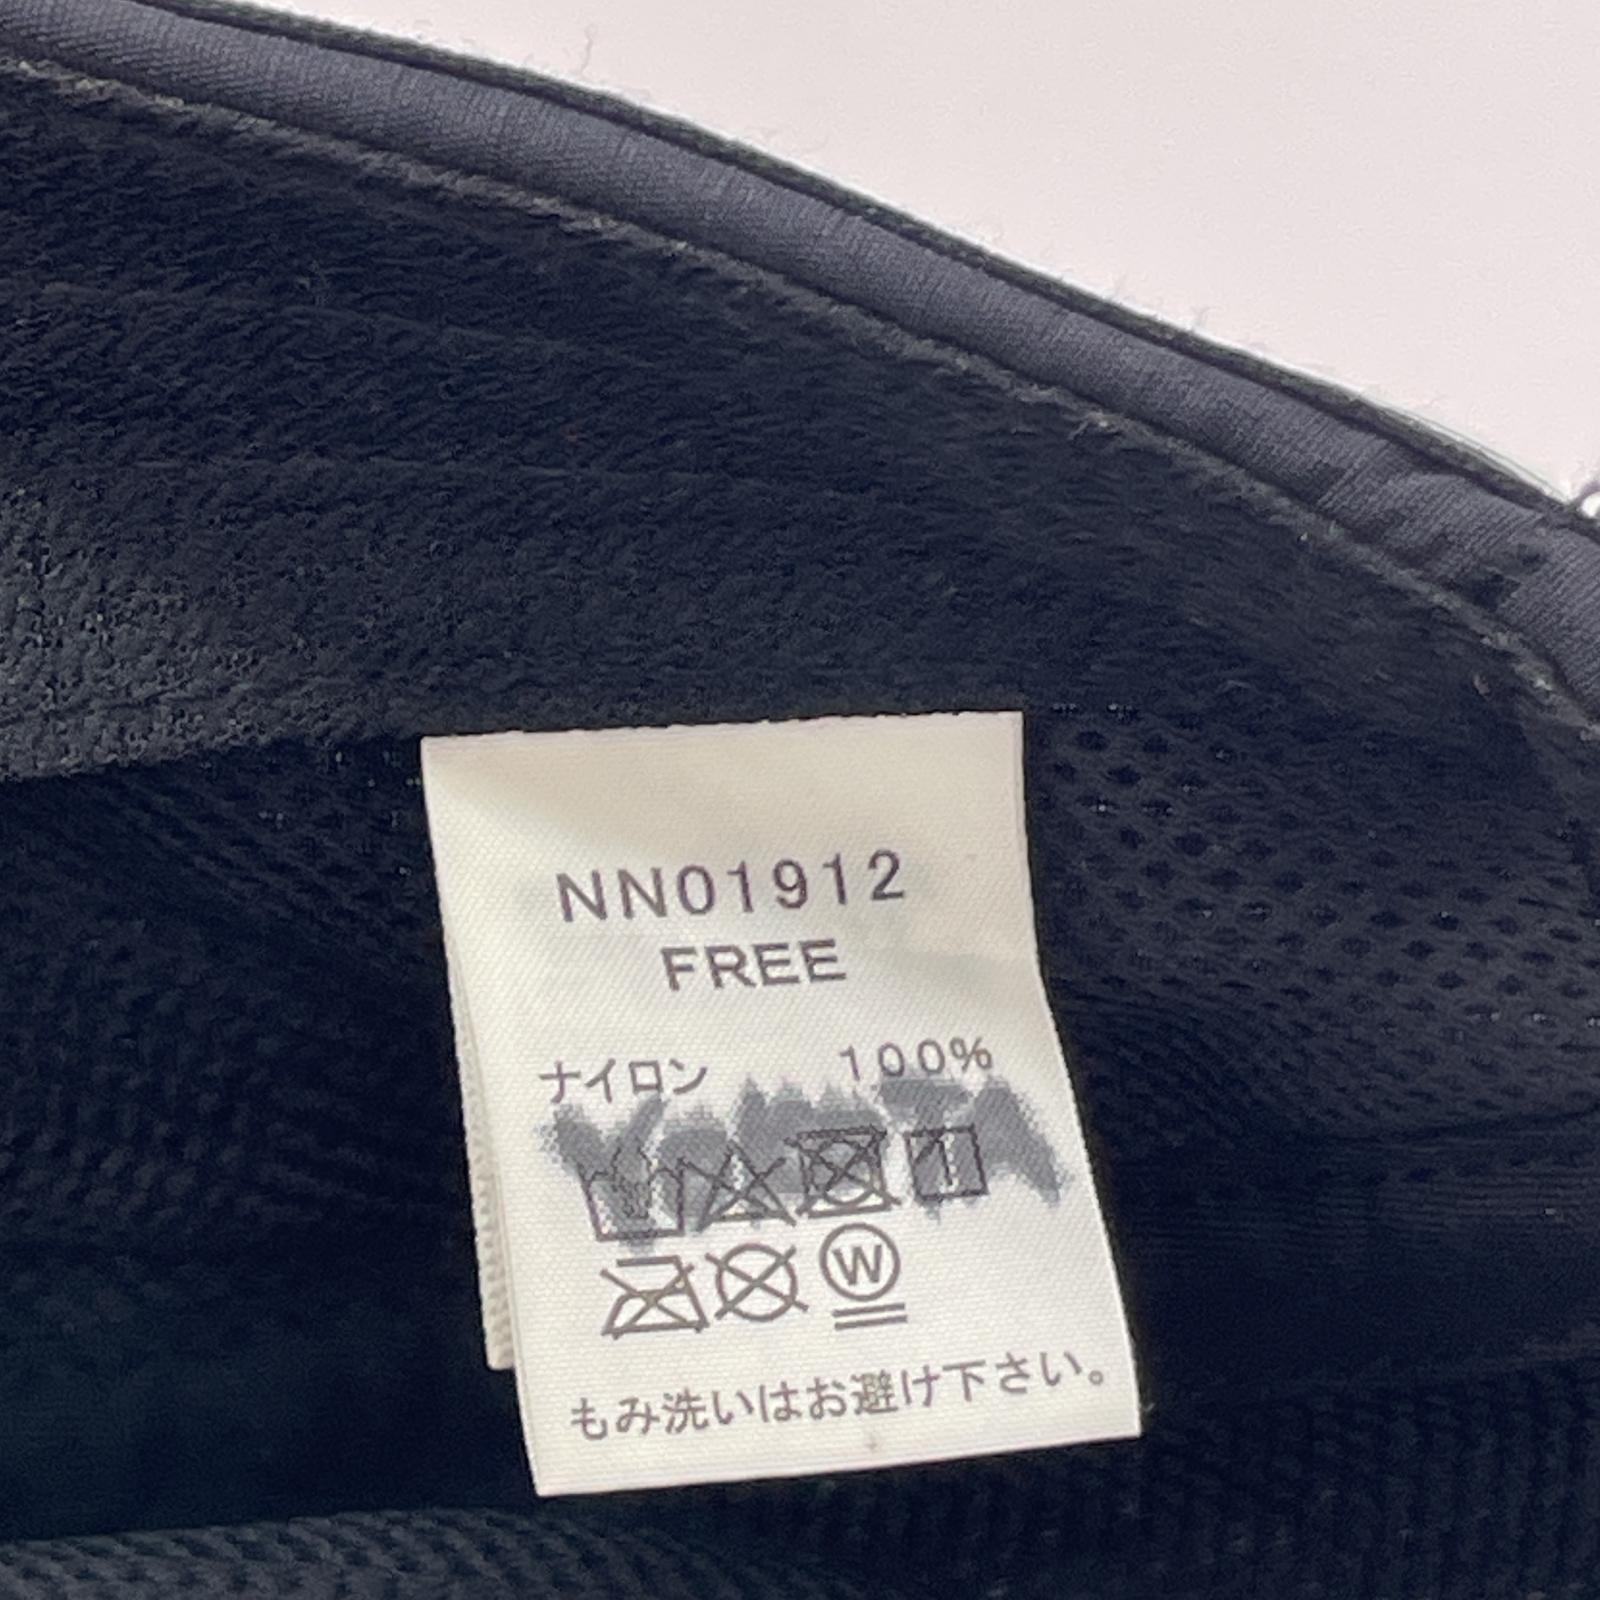 NN01912
FREE
ナイロン 100%
W
もみ洗いはお避け下さい。